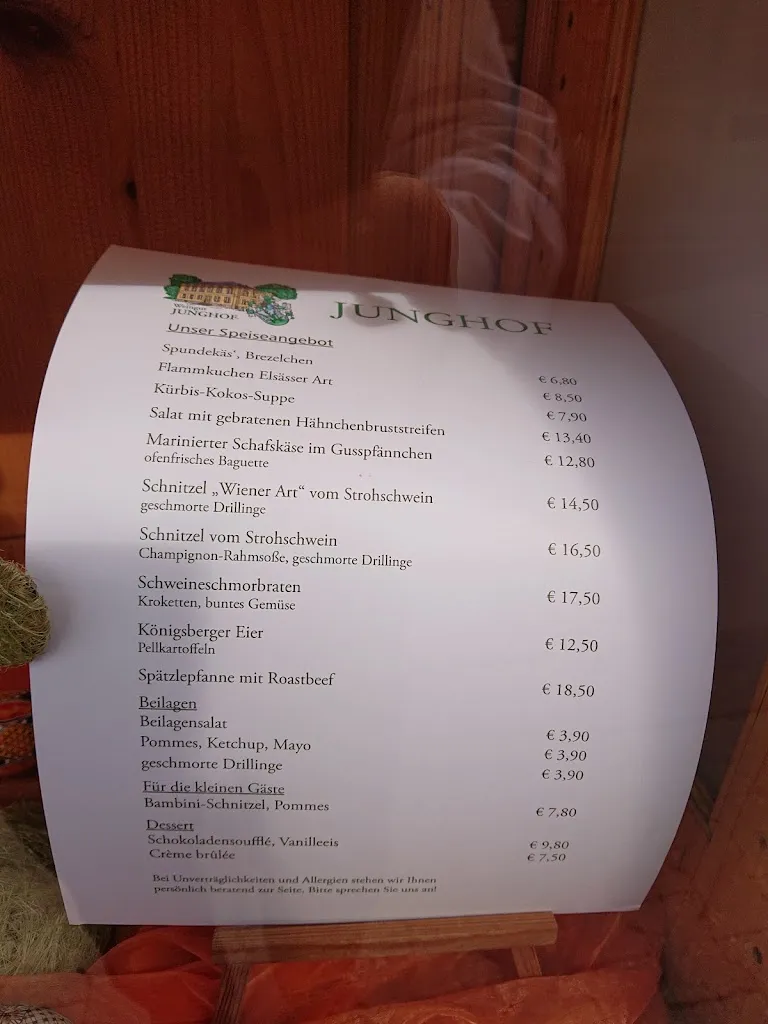 Weingut
JUNGHOF
JUNGHOF
Unser Speiseangebot
Spundekäs‘, Brezelchen € 6,80
Flammkuchen Elsässer Art € 8,50
Kürbis-Kokos-Suppe € 7,90
Salat mit gebratenen Hähnchenbruststreifen € 13,40
Marinierter Schafskäse im Gusspfännchen € 12,80
ofenfrisches Baguette
Schnitzel „Wiener Art“ vom Strohschwein € 14,50
geschmorte Drillinge
Schnitzel vom Strohschwein € 16,50
Champignon-Rahmsoße, geschmorte Drillinge
Schweineschmorbraten € 17,50
Kroketten, buntes Gemüse
Königsberger Eier € 12,50
Pellkartoffeln
Spätzlepfanne mit Roastbeef € 18,50
Beilagen
Beilagensalat € 3,90
Pommes, Ketchup, Mayo € 3,90
geschmorte Drillinge € 3,90
Für die kleinen Gäste
Bambini-Schnitzel, Pommes € 7,80
Dessert
Schokoladensoufflé, Vanilleeis € 9,80
Crème brûlée € 7,50
Bei Unverträglichkeiten und Allergien stehen wir Ihnen
persönlich beratend zur Seite. Bitte sprechen Sie uns an!